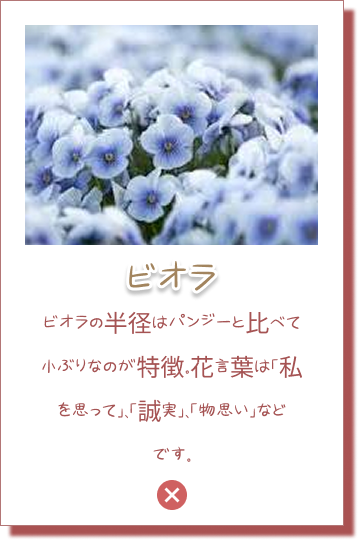 ビオラ
ビオラの半径はパンジーと比べて
小ぶりなのが特徴。花言葉は「私
を思って」、「誠実」、「物思い」など
です。